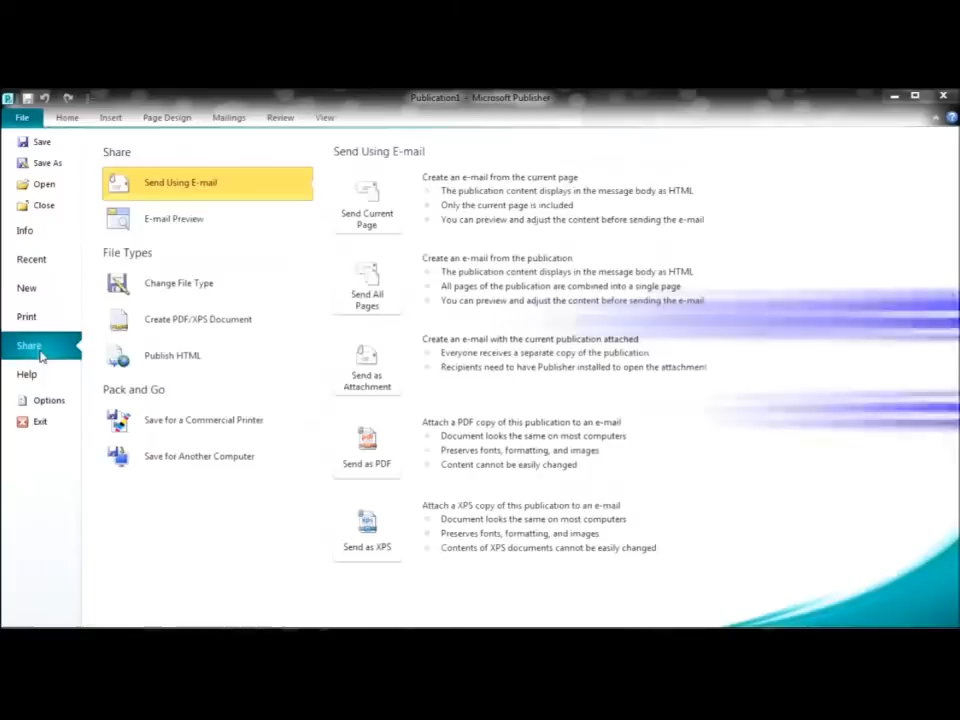 Publication1 - Microsoft Publisher
File Home Insert Page Design Mailings Review View
Save
Save As
Open
Close
Info
Recent
New
Print
Share
Help
Options
Exit
Share
Send Using E-mail
E-mail Preview
File Types
Change File Type
Create PDF/XPS Document
Publish HTML
Pack and Go
Save for a Commercial Printer
Save for Another Computer
Send Using E-mail
Send Current
Page
Create an e-mail from the current page
The publication content displays in the message body as HTML
Only the current page is included
You can preview and adjust the content before sending the e-mail
Send All
Pages
Create an e-mail from the publication
The publication content displays in the message body as HTML
All pages of the publication are combined into a single page
You can preview and adjust the content before sending the e-mail
Send as
Attachment
Create an e-mail with the current publication attached
Everyone receives a separate copy of the publication
Recipients need to have Publisher installed to open the attachment
Send as PDF
Attach a PDF copy of this publication to an e-mail
Document looks the same on most computers
Preserves fonts, formatting, and images
Content cannot be easily changed
Send as XPS
Attach a XPS copy of this publication to an e-mail
Document looks the same on most computers
Preserves fonts, formatting, and images
Contents of XPS documents cannot be easily changed